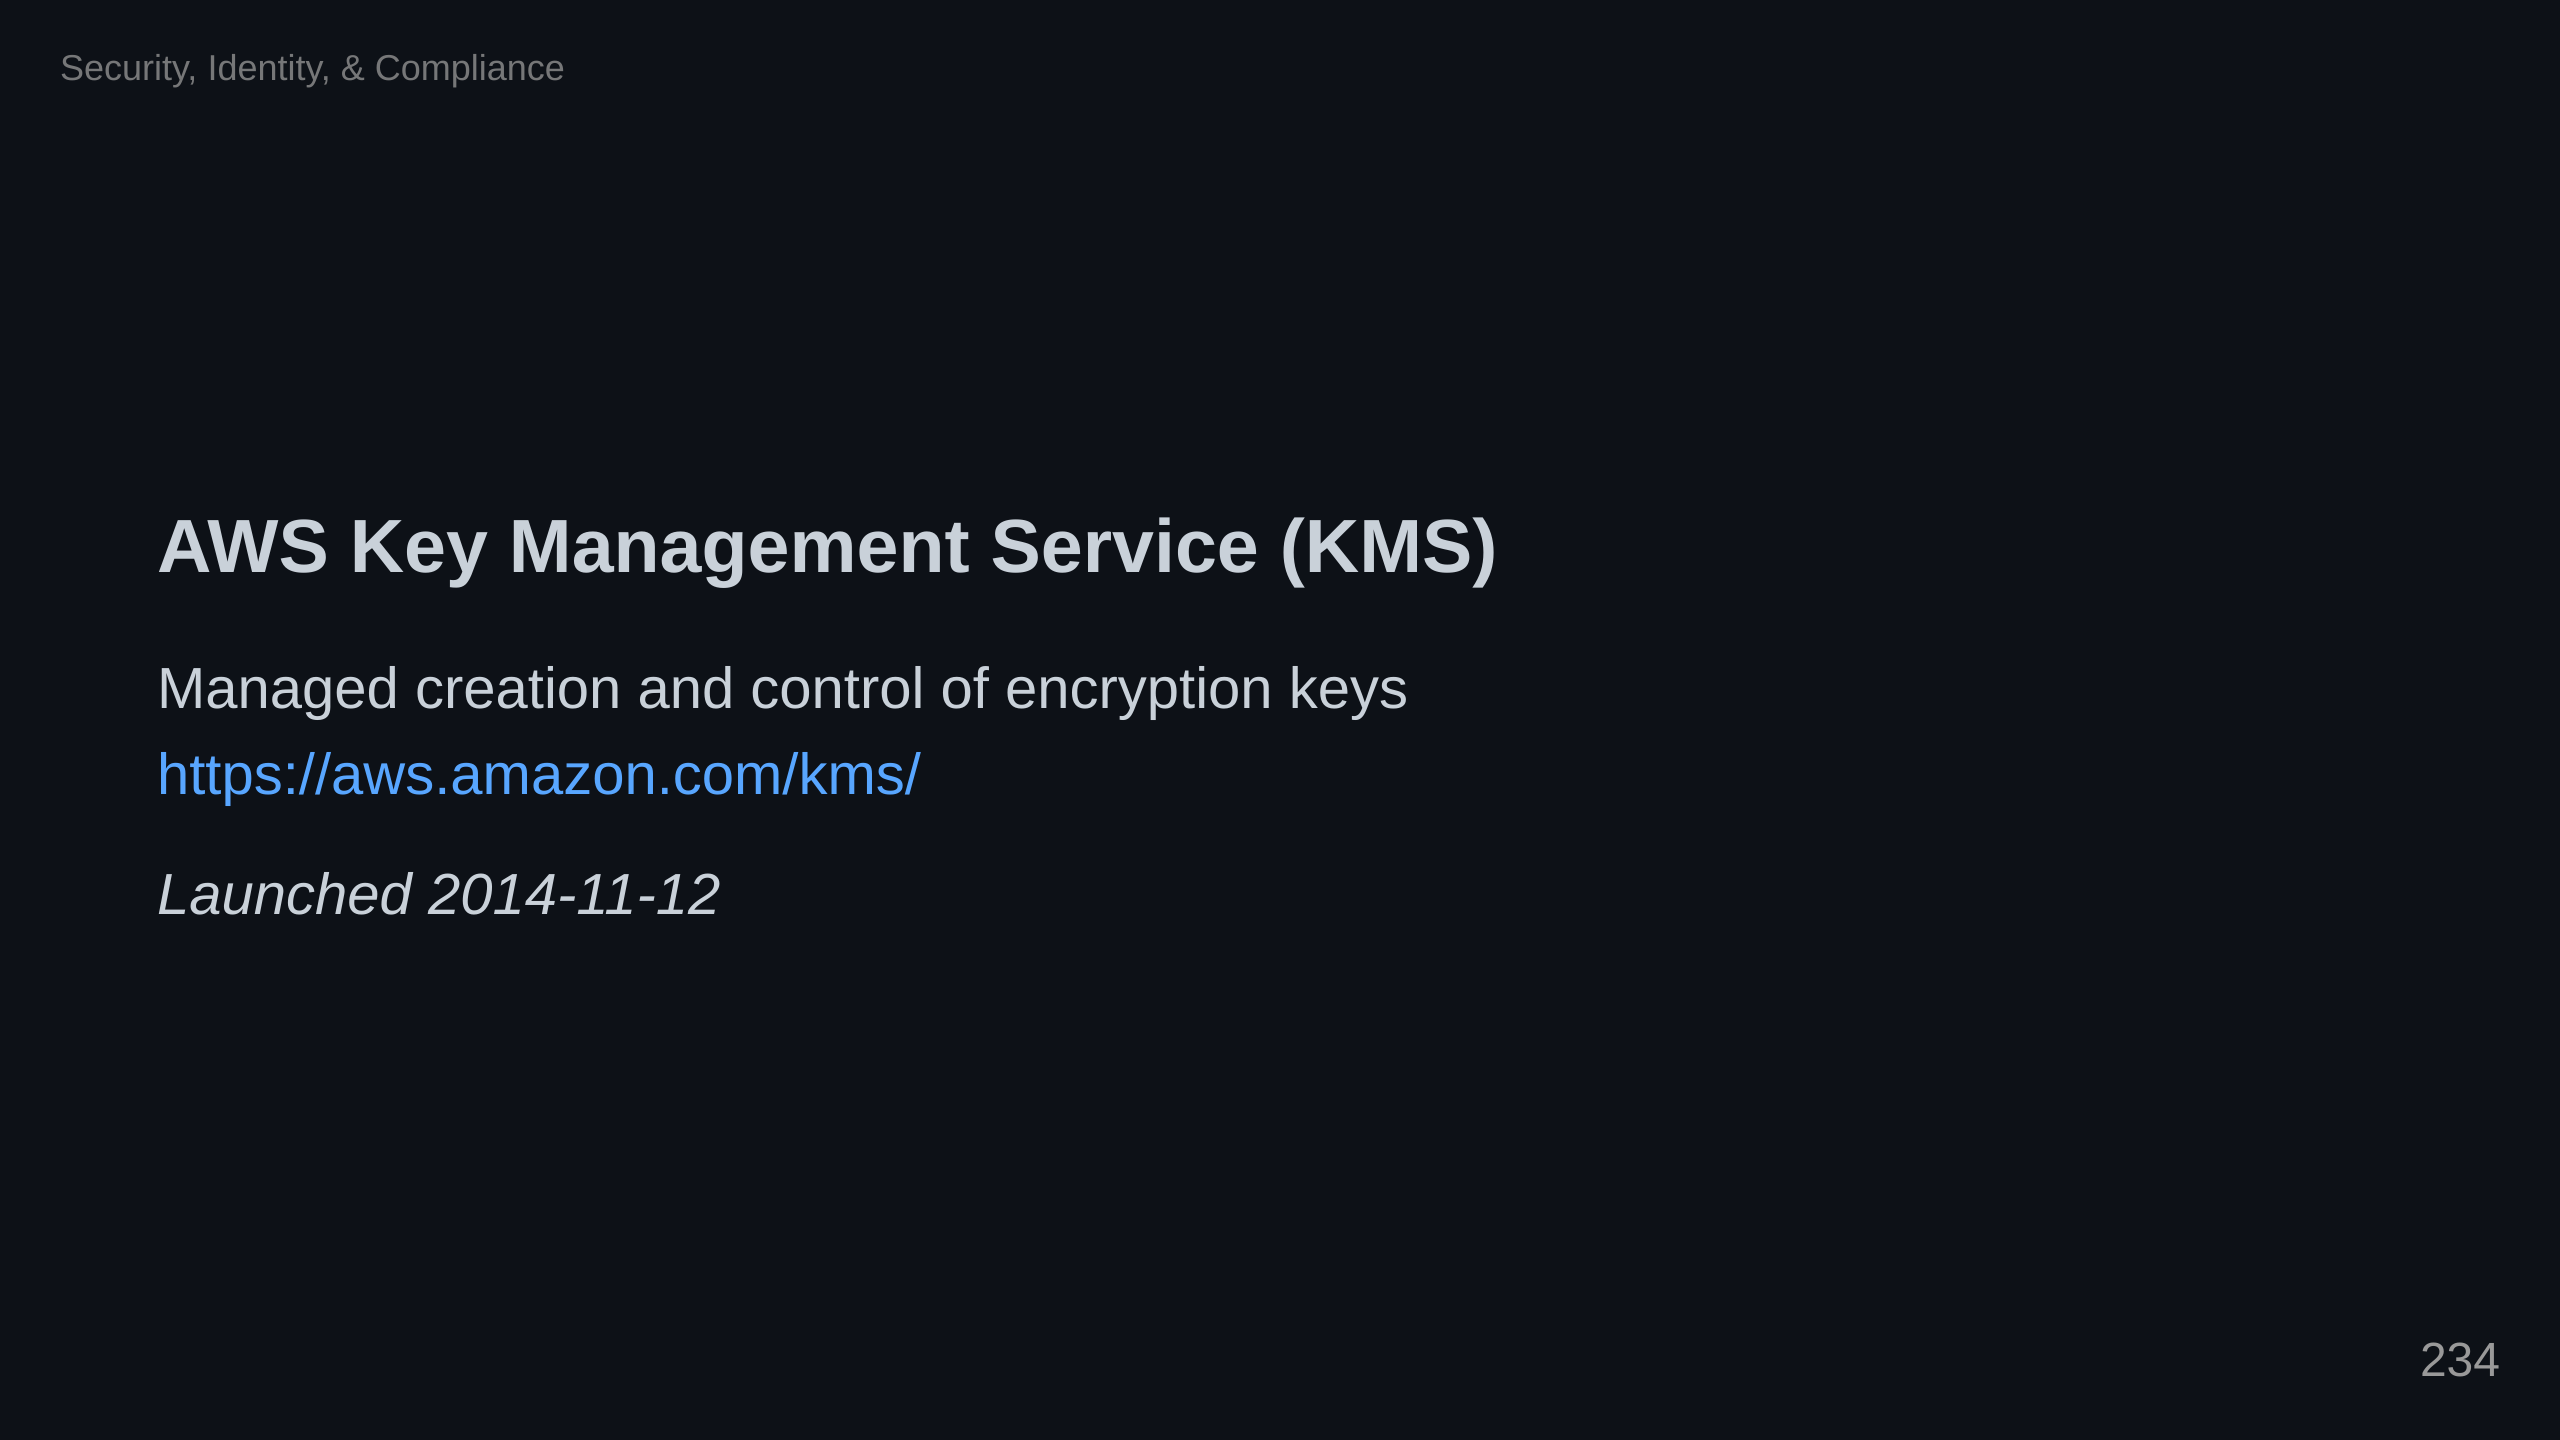 Security, Identity, & Compliance
AWS Key Management Service (KMS)
Managed creation and control of encryption keys
https://aws.amazon.com/kms/
Launched 2014-11-12
234